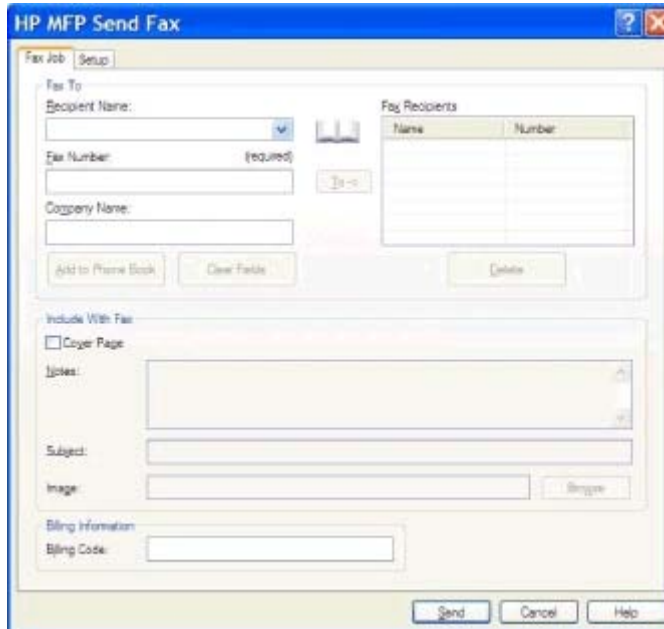 HP MFP Send Fax
Fax Job Setup
Fax To
Recipient Name:
Fax Recipients
Name Number
Fax Number: (required)
To ->
Company Name:
Add to Phone Book Clear Fields Delete
Include With Fax
Cover Page
Notes:
Subject:
Image: Browse
Billing Information
Billing Code:
Send Cancel Help